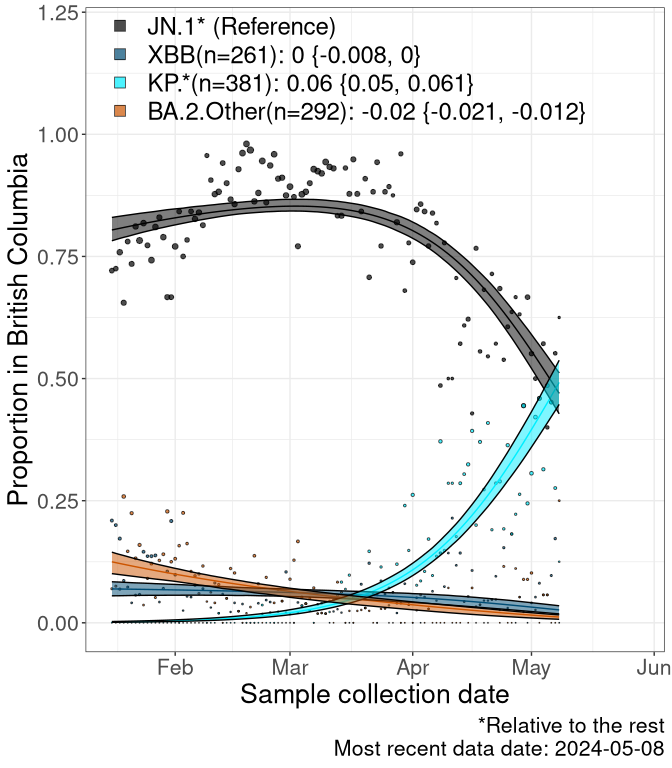 JN.1* (Reference)
XBB(n=261): 0 {-0.008, 0}
KP.*(n=381): 0.06 {0.05, 0.061}
BA.2.Other(n=292): -0.02 {-0.021, -0.012}
1.25
1.00
0.75
0.50
0.25
0.00
Proportion in British Columbia
Feb Mar Apr May Jun
Sample collection date
*Relative to the rest
Most recent data date: 2024-05-08